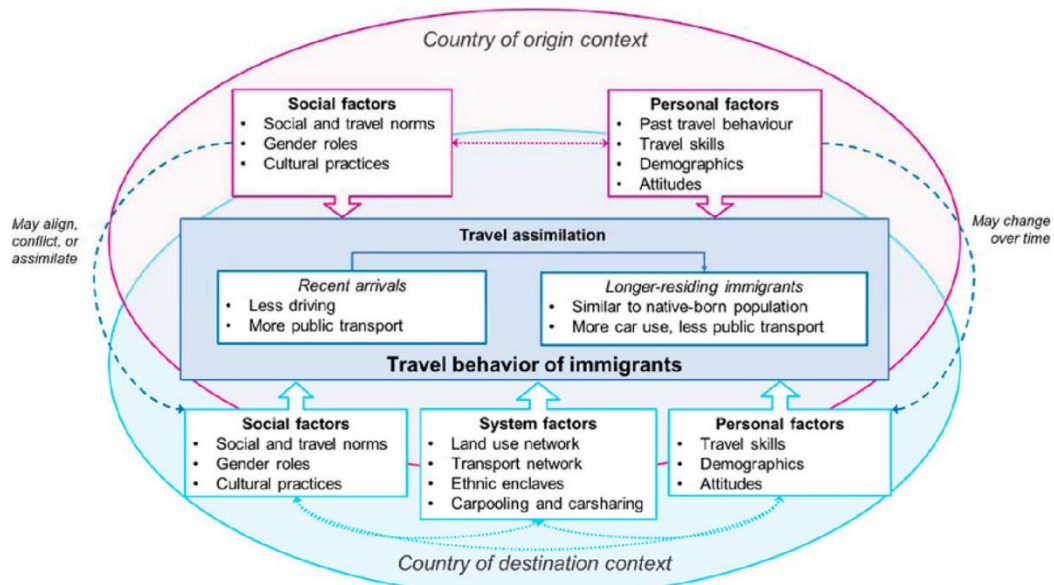 Country of origin context
Social factors
• Social and travel norms
• Gender roles
• Cultural practices
Personal factors
• Past travel behaviour
• Travel skills
• Demographics
• Attitudes
May align,
conflict, or
assimilate
May change
over time
Travel assimilation
Recent arrivals
• Less driving
• More public transport
Longer-residing immigrants
• Similar to native-born population
• More car use, less public transport
Travel behavior of immigrants
Social factors
• Social and travel norms
• Gender roles
• Cultural practices
System factors
• Land use network
• Transport network
• Ethnic enclaves
• Carpooling and carsharing
Personal factors
• Travel skills
• Demographics
• Attitudes
Country of destination context